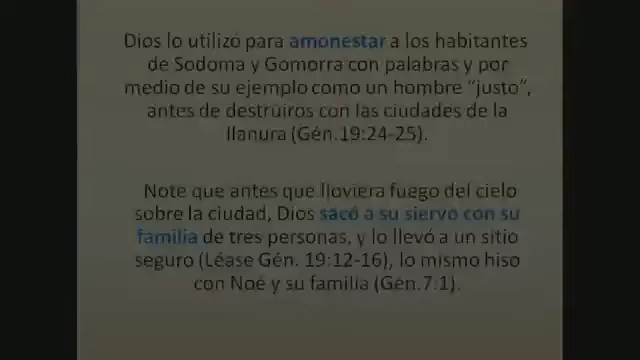 Dios lo utilizó para amonestar a los habitantes
de Sodoma y Gomorra con palabras y por
medio de su ejemplo como un hombre “justo”,
antes de destruiros con las ciudades de la
llanura (Gén.19:24-25).
Note que antes que lloviera fuego del cielo
sobre la ciudad, Dios sacó a su siervo con su
familia de tres personas, y lo llevó a un sitio
seguro (Léase Gén. 19:12-16), lo mismo hiso
con Noé y su familia (Gén.7:1).